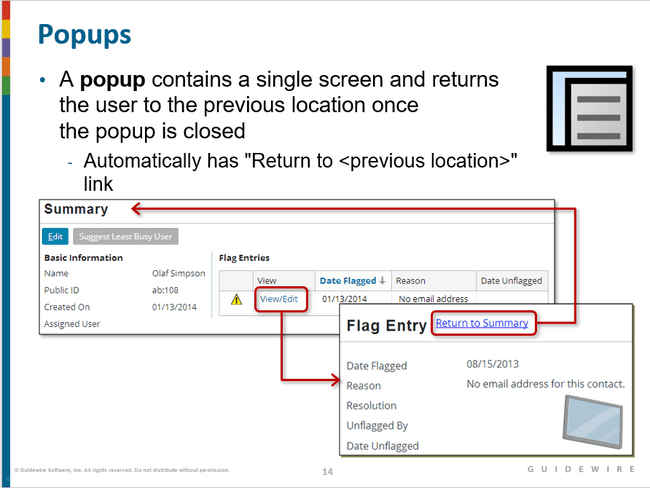 Popups
• A popup contains a single screen and returns
the user to the previous location once
the popup is closed
- Automatically has "Return to <previous location>"
link
Summary
Edit Suggest Least Busy User
Basic Information
Name Olaf Simpson
Public ID ab:108
Created On 01/13/2014
Assigned User
Flag Entries
View Date Flagged ↓ Reason Date Unflagged
View/Edit 01/13/2014 No email address
Flag Entry Return to Summary
Date Flagged 08/15/2013
Reason No email address for this contact.
Resolution
Unflagged By
Date Unflagged
© Guidewire Software, Inc. All rights reserved. Do not distribute without permission.
14
GUIDEWIRE